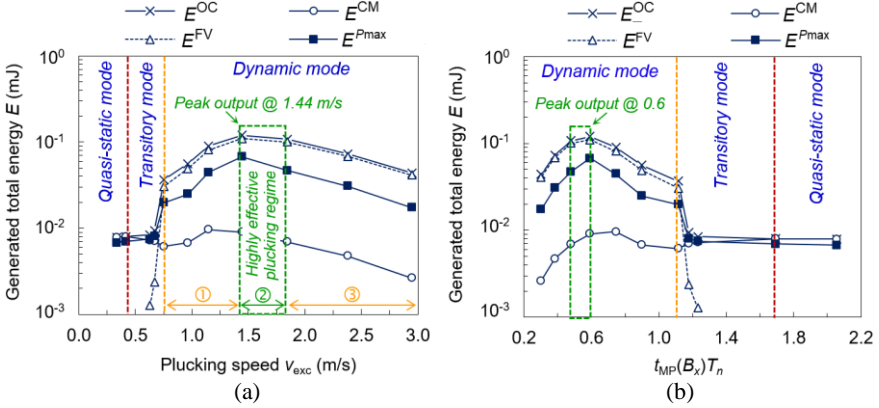 E^OC E^CM
E^FV E^Pmax
10^0
10^-1
10^-2
10^-3
Generated total energy E (mJ)
Quasi-static mode
Transitory mode
Dynamic mode
Peak output @ 1.44 m/s
Highly effective
plucking regime
① ② ③
0.0 0.5 1.0 1.5 2.0 2.5 3.0
Plucking speed v_exc (m/s)
(a)
E_^OC E^CM
E^FV E^Pmax
10^0
10^-1
10^-2
10^-3
Generated total energy E (mJ)
Dynamic mode
Peak output @ 0.6
Transitory mode
Quasi-static mode
0.2 0.6 1.0 1.4 1.8 2.2
t_MP(B_x)T_n
(b)